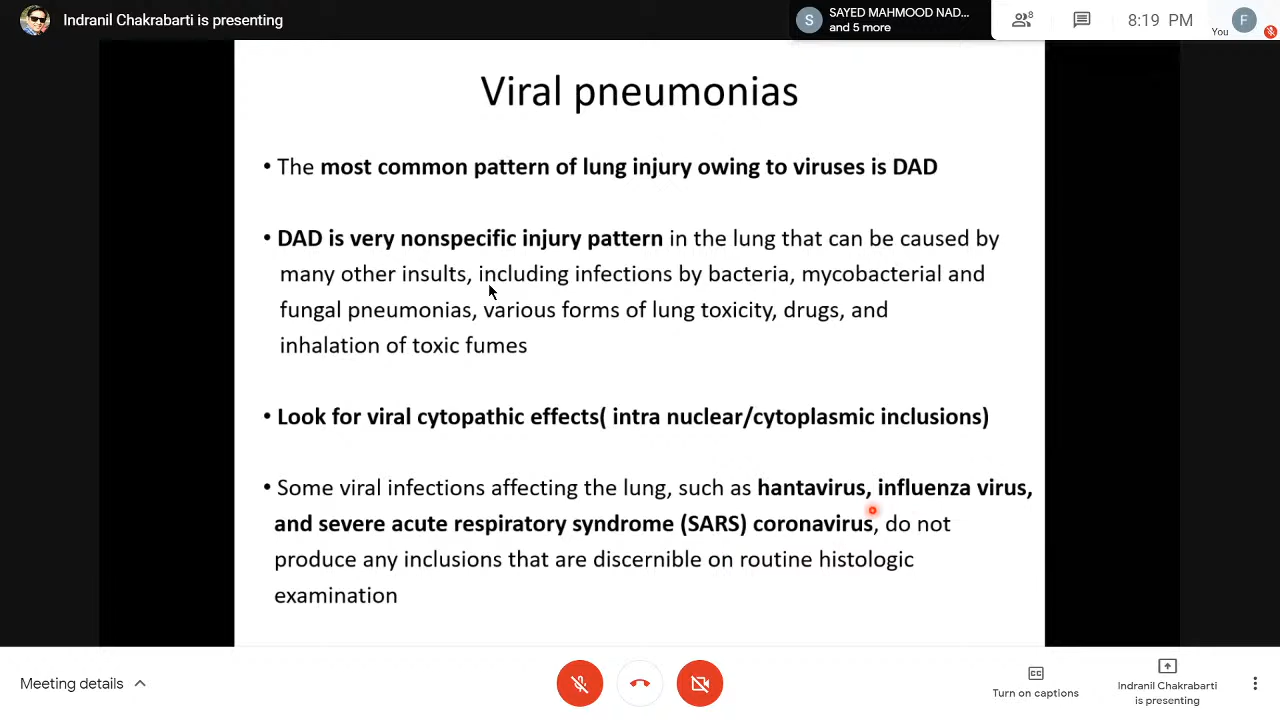 Indranil Chakrabarti is presenting
S
SAYED MAHMOOD NAD...
and 5 more
8
8:19 PM
You
F
Viral pneumonias
• The most common pattern of lung injury owing to viruses is DAD
• DAD is very nonspecific injury pattern in the lung that can be caused by
many other insults, including infections by bacteria, mycobacterial and
fungal pneumonias, various forms of lung toxicity, drugs, and
inhalation of toxic fumes
• Look for viral cytopathic effects( intra nuclear/cytoplasmic inclusions)
• Some viral infections affecting the lung, such as hantavirus, influenza virus,
and severe acute respiratory syndrome (SARS) coronavirus, do not
produce any inclusions that are discernible on routine histologic
examination
Meeting details
CC
Turn on captions
Indranil Chakrabarti
is presenting